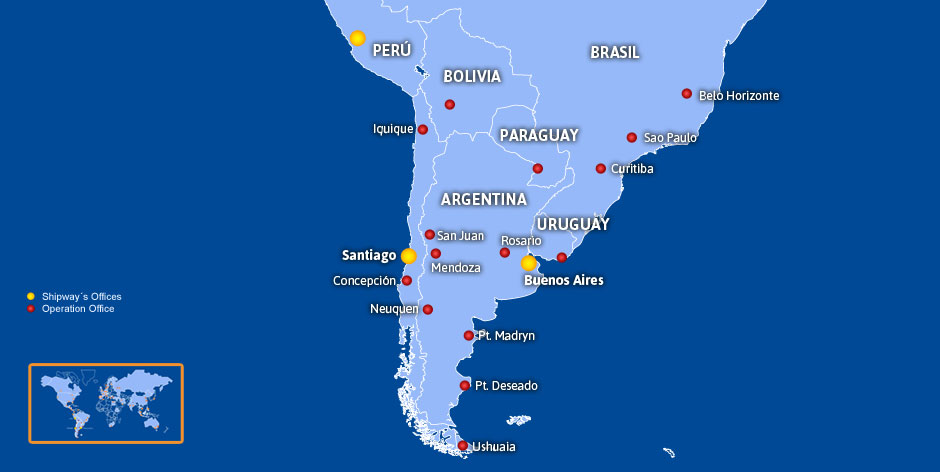 PERÚ
BRASIL
BOLIVIA
Belo Horizonte
Iquique
PARAGUAY
Sao Paulo
Curitiba
ARGENTINA
URUGUAY
San Juan
Rosario
Santiago
Mendoza
Concepción
Buenos Aires
Shipway´s Offices
Operation Office
Neuquen
Pt. Madryn
Pt. Deseado
Ushuaia